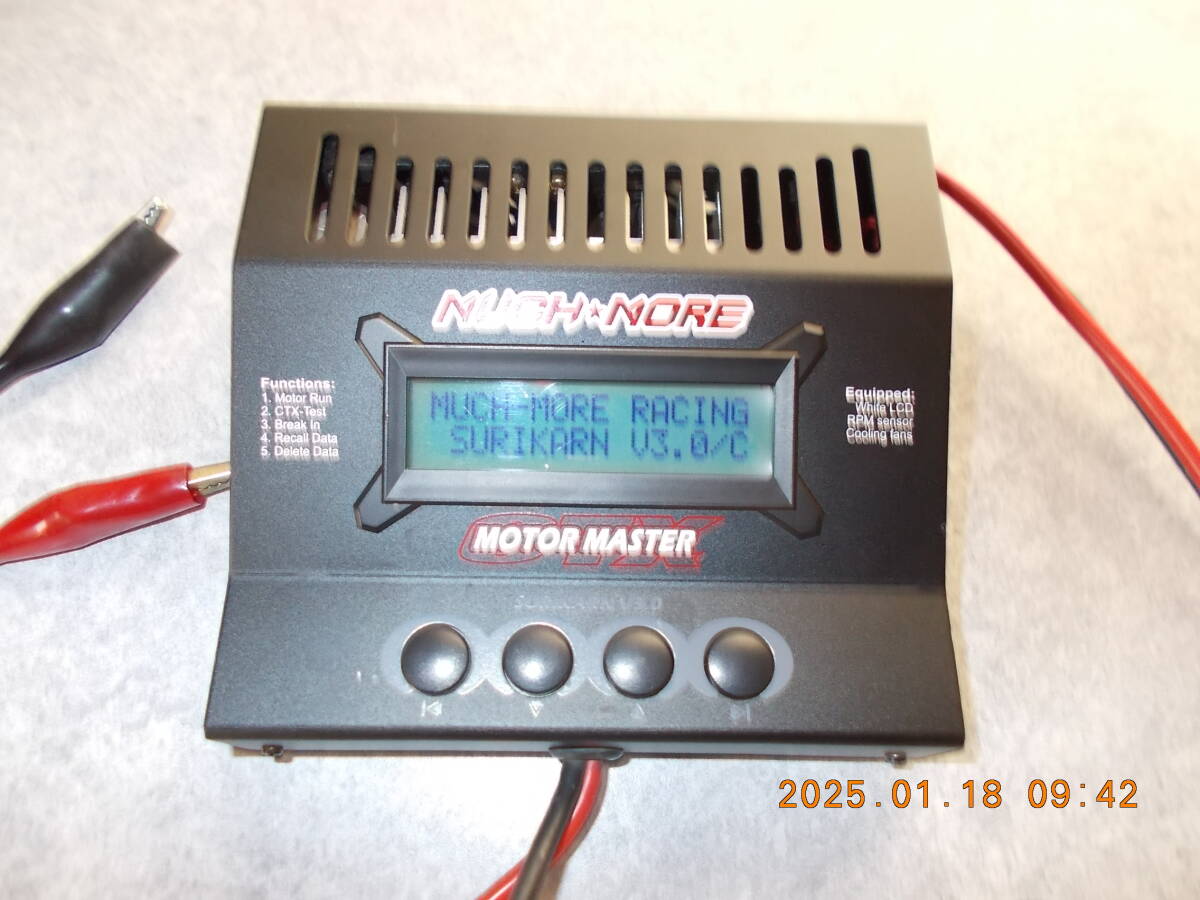 MUCH★MORE
Functions:
1. Motor Run
2. CTX-Test
3. Break In
4. Recall Data
5. Delete Data
MUCH-MORE RACING
SURIKARN V3.0/C
Equipped:
White LCD
RPM sensor
Cooling fans
CTX
MOTOR MASTER
2025.01.18 09:42